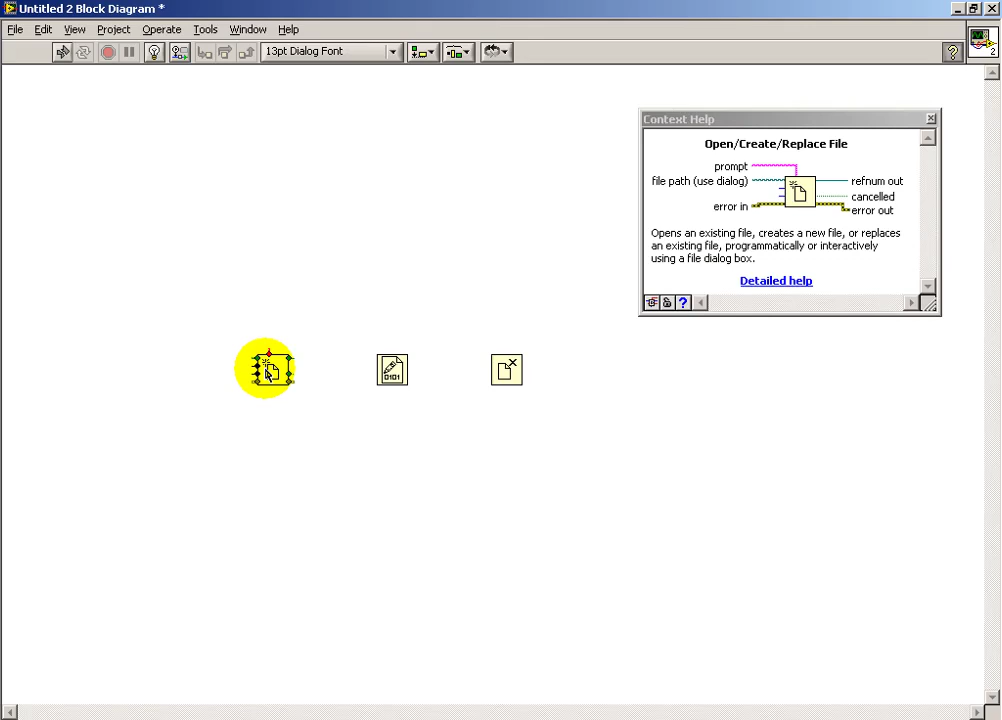 Untitled 2 Block Diagram *
File Edit View Project Operate Tools Window Help
13pt Dialog Font
?
2
Context Help
Open/Create/Replace File
prompt
file path (use dialog)
refnum out
cancelled
error in
error out
Opens an existing file, creates a new file, or replaces
an existing file, programmatically or interactively
using a file dialog box.
Detailed help
?
0101